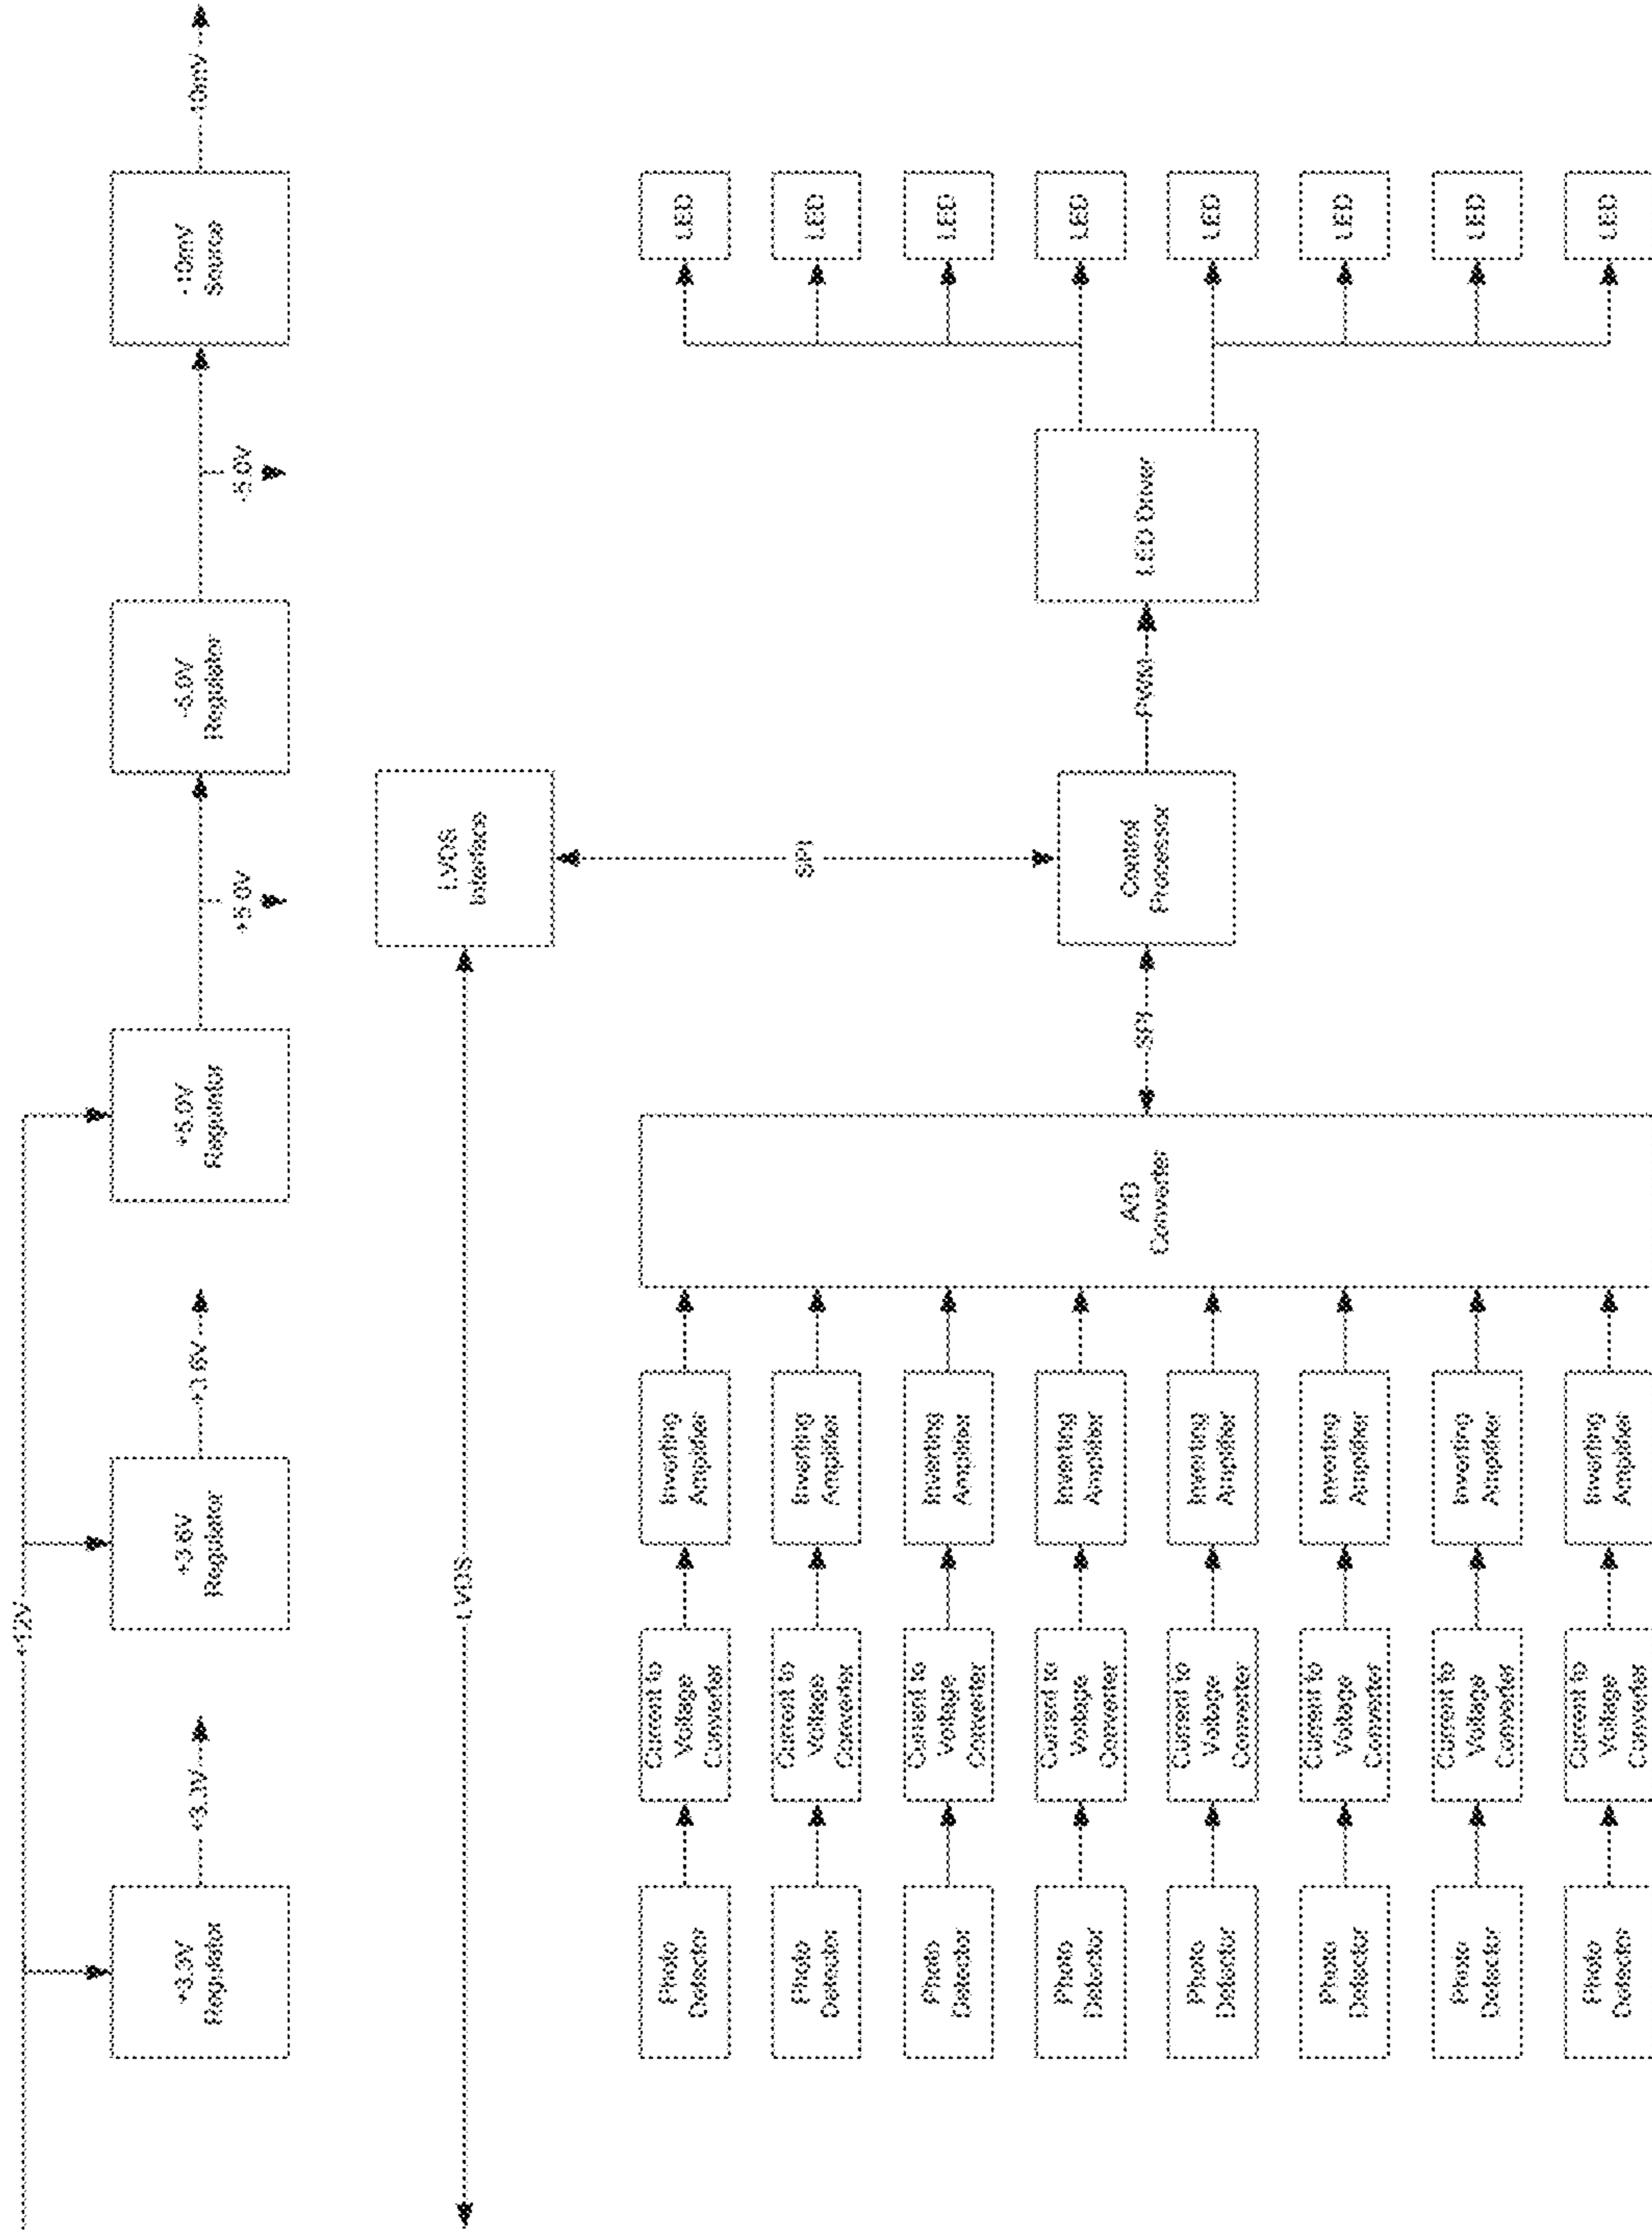 +12V
+3.3V
Regulator
+3.3V
+3.6V
Regulator
+3.6V
+5.0V
Regulator
+5.0V
-5.0V
Regulator
-5.0V
-10mV
Source
-10mV
LVDS
LVDS
Interface
SPI
Photo
Detector
Current to
Voltage
Converter
Inverting
Amplifier
LED
Photo
Detector
Current to
Voltage
Converter
Inverting
Amplifier
LED
Photo
Detector
Current to
Voltage
Converter
Inverting
Amplifier
LED
Photo
Detector
Current to
Voltage
Converter
Inverting
Amplifier
LED
A/D
Converter
SPI
Control
Processor
PWM
LED Driver
Photo
Detector
Current to
Voltage
Converter
Inverting
Amplifier
LED
Photo
Detector
Current to
Voltage
Converter
Inverting
Amplifier
LED
Photo
Detector
Current to
Voltage
Converter
Inverting
Amplifier
LED
Photo
Detector
Current to
Voltage
Converter
Inverting
Amplifier
LED